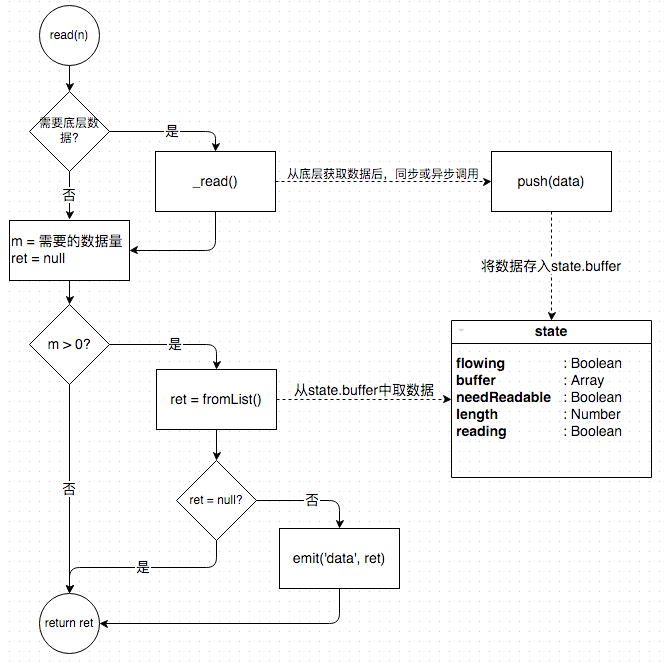 read(n)
需要底层数
据?
是
_read()
从底层获取数据后，同步或异步调用
push(data)
否
m = 需要的数据量
ret = null
将数据存入state.buffer
m > 0?
是
ret = fromList()
从state.buffer中取数据
state
flowing : Boolean
buffer : Array
needReadable : Boolean
length : Number
reading : Boolean
否
ret = null?
否
emit('data', ret)
是
return ret